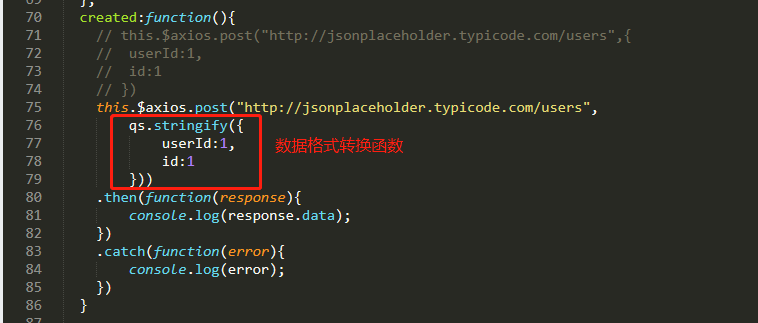 69 },
70 created:function(){
71 // this.$axios.post("http://jsonplaceholder.typicode.com/users",{
72 // userId:1,
73 // id:1
74 // })
75 this.$axios.post("http://jsonplaceholder.typicode.com/users",
76 qs.stringify({
77 userId:1, 数据格式转换函数
78 id:1
79 }))
80 .then(function(response){
81 console.log(response.data);
82 })
83 .catch(function(error){
84 console.log(error);
85 })
86 }
87